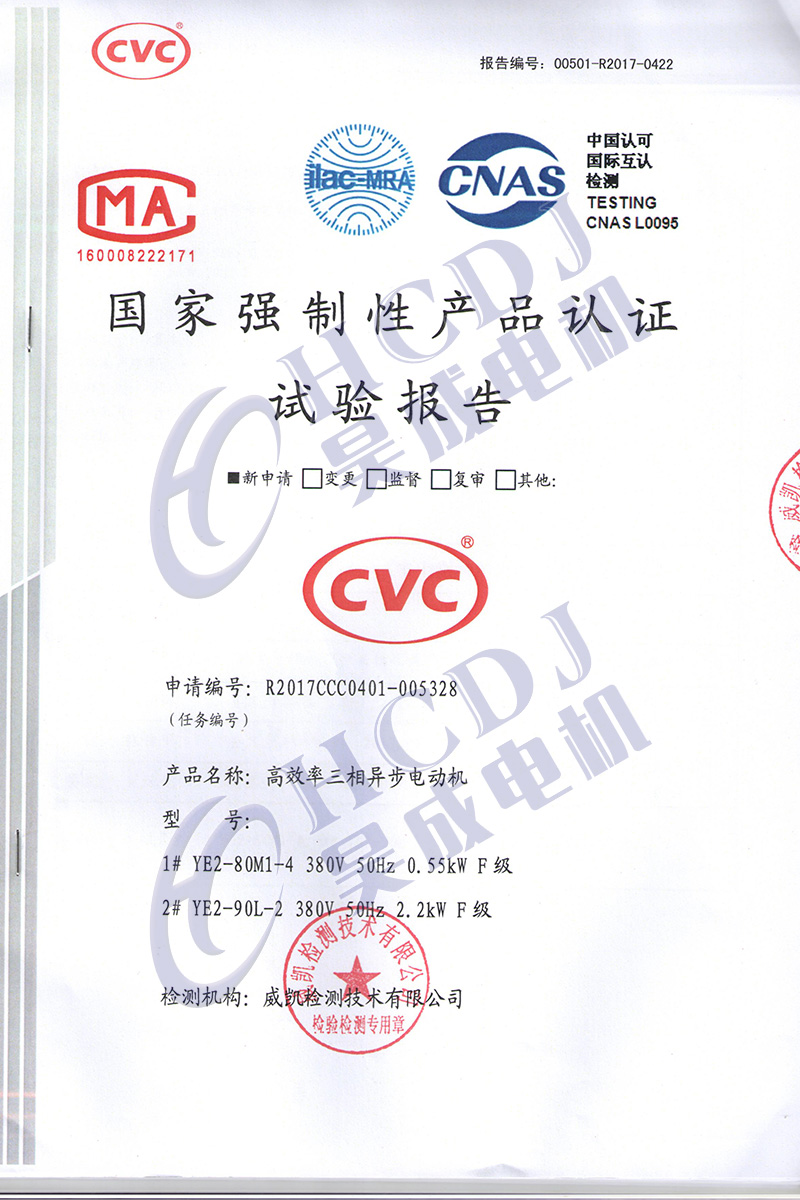 CVC®
报告编号：00501-R2017-0422
MA
160008222171
ilac-MRA
CNAS
中国认可
国际互认
检测
TESTING
CNAS L0095
国家强制性产品认证
试验报告
■新申请 □变更 □监督 □复审 □其他:
CVC®
申请编号：R2017CCC0401-005328
（任务编号）
产品名称：高效率三相异步电动机
型 号：
1# YE2-80M1-4 380V 50Hz 0.55kW F 级
2# YE2-90L-2 380V 50Hz 2.2kW F 级
检测机构：威凯检测技术有限公司
威凯检测技术有限公司
检验检测专用章
HCDJ
昊成电机
HCDJ
昊成电机
威凯